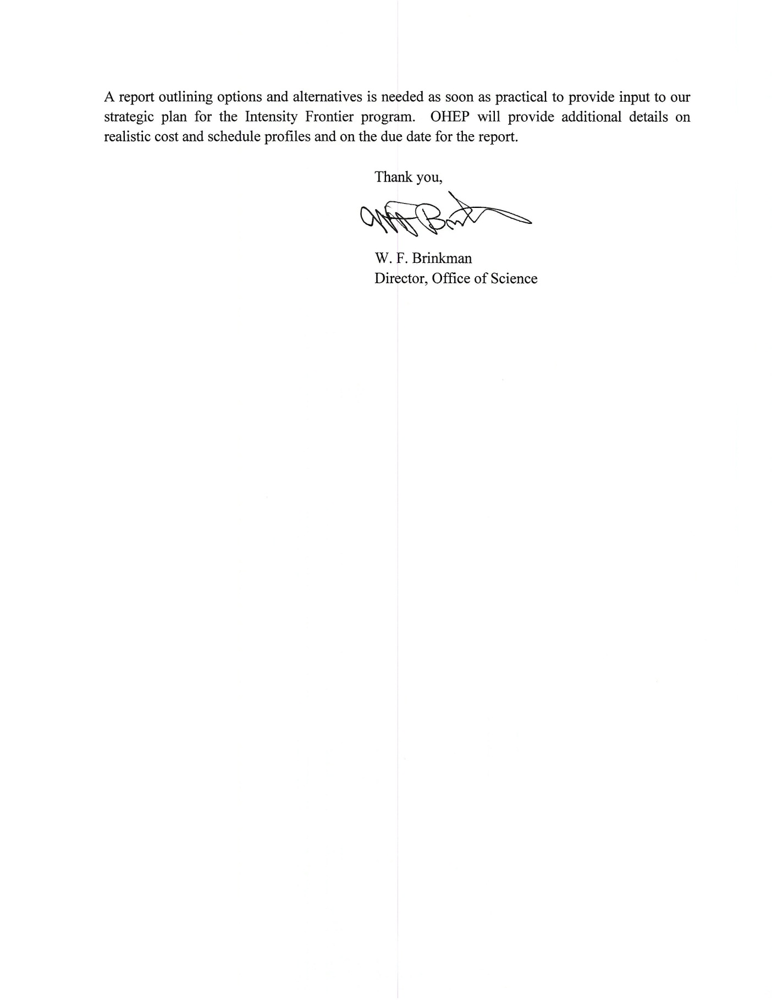 A report outlining options and alternatives is needed as soon as practical to provide input to our
strategic plan for the Intensity Frontier program. OHEP will provide additional details on
realistic cost and schedule profiles and on the due date for the report.
Thank you,
W. F. Brinkman
Director, Office of Science